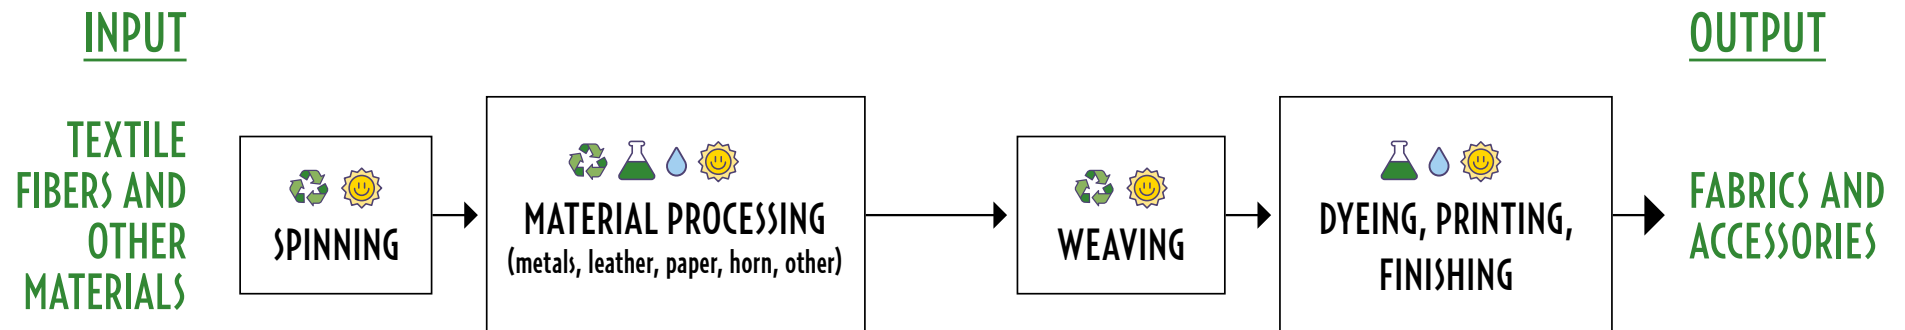 INPUT
TEXTILE
FIBERS AND
OTHER
MATERIALS
SPINNING
MATERIAL PROCESSING
(metals, leather, paper, horn, other)
WEAVING
DYEING, PRINTING,
FINISHING
OUTPUT
FABRICS AND
ACCESSORIES